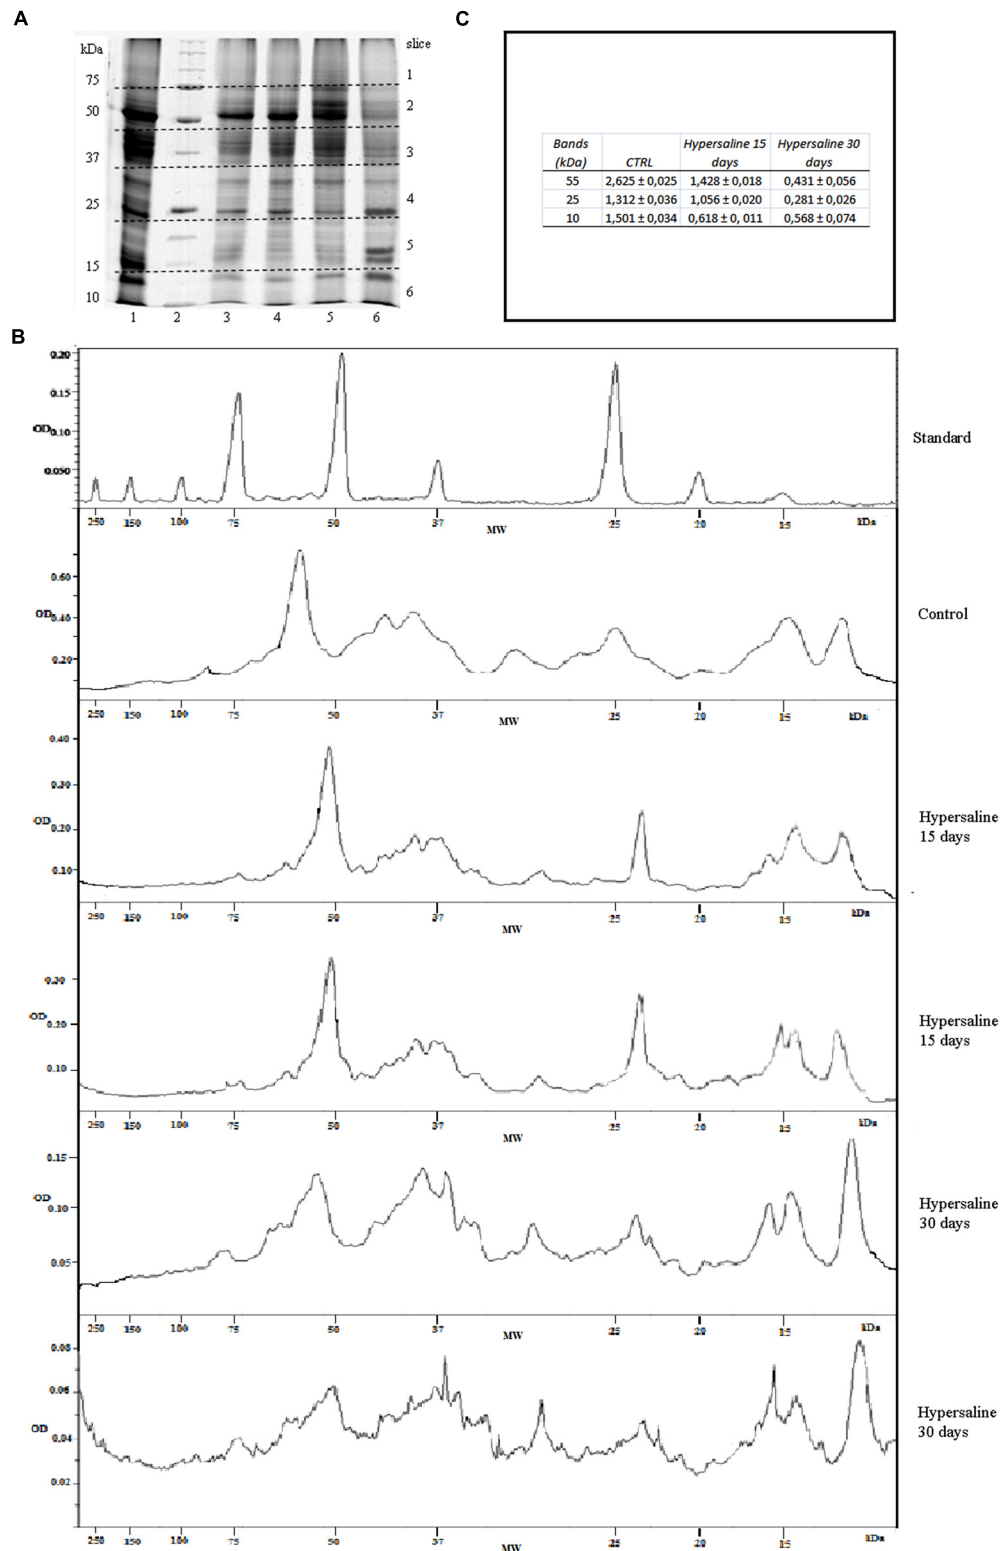 A
C
kDa
slice
75
1
50
2
37
3
25
4
5
15
10
6
1 2 3 4 5 6
Bands (kDa) CTRL Hypersaline 15 days Hypersaline 30 days
55 2,625 ± 0,025 1,428 ± 0,018 0,431 ± 0,056
25 1,312 ± 0,036 1,056 ± 0,020 0,281 ± 0,026
10 1,501 ± 0,034 0,618 ± 0, 011 0,568 ± 0,074
B
0.20
0.15
OD
0.10
0.050
Standard
250 150 100 75 50 37 25 20 15 kDa
MW
0.60
OD
0.40
0.20
Control
250 150 100 75 50 37 25 20 15 kDa
MW
0.40
0.30
OD
0.20
0.10
Hypersaline
15 days
250 150 100 75 50 37 25 20 15 kDa
MW
0.30
OD
0.20
0.10
Hypersaline
15 days
250 150 100 75 50 37 25 20 15 kDa
MW
0.15
OD
0.10
0.05
Hypersaline
30 days
250 150 100 75 50 37 25 20 15 kDa
MW
0.08
0.06
OD
0.04
0.02
Hypersaline
30 days
250 150 100 75 50 37 25 20 15 kDa
MW